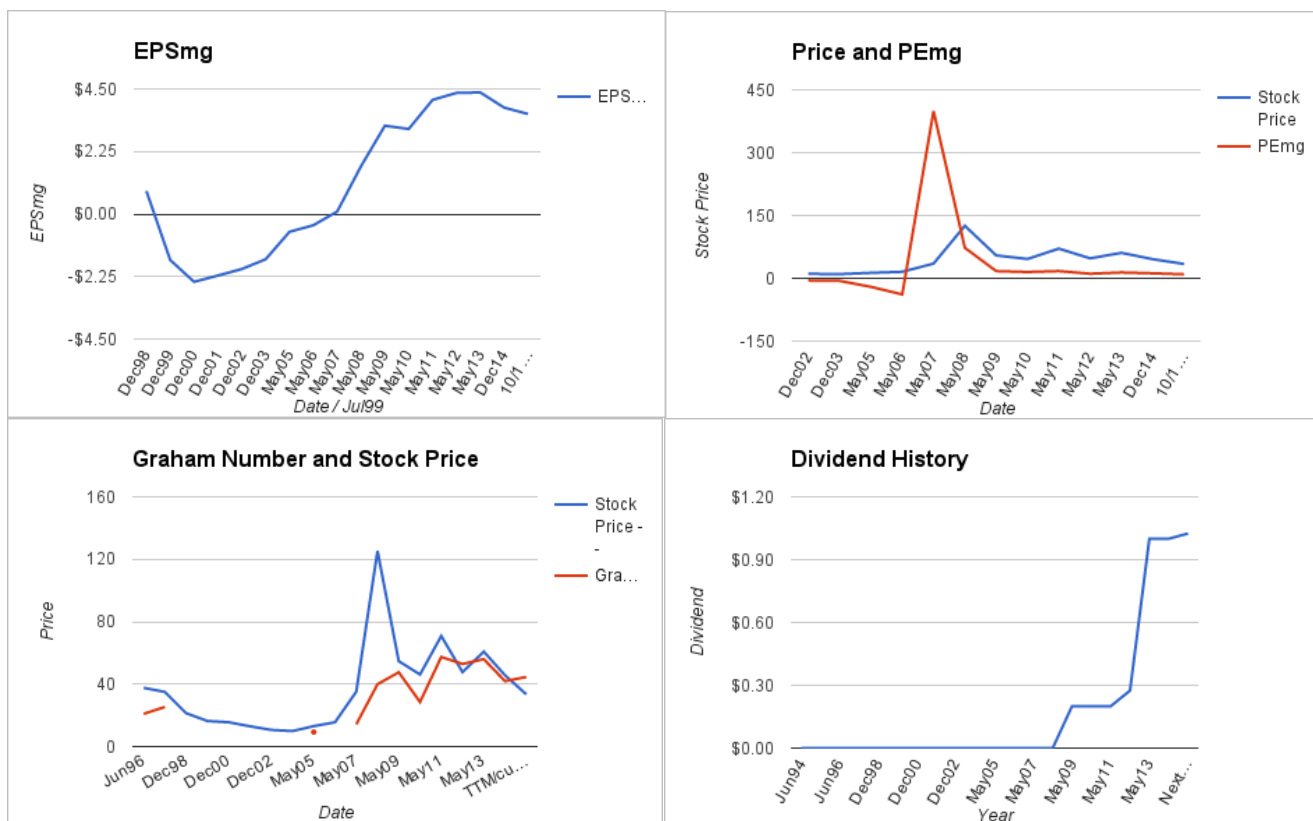 EPSmg
$4.50
$2.25
$0.00
-$2.25
-$4.50
EPSmg
EPS...
Dec98
Dec99
Dec00
Dec01
Dec02
Dec03
May05
May06
May07
May08
May09
May10
May11
May12
May13
Dec14
10/1...
Date / Jul99
Price and PEmg
450
300
150
0
-150
Stock Price
Stock
Price
PEmg
Dec02
Dec03
May05
May06
May07
May08
May09
May10
May11
May12
May13
Dec14
10/1...
Date
Graham Number and Stock Price
160
120
80
40
0
Price
Stock
Price -
-
Gra...
Jun96
Dec98
Dec00
Dec02
May05
May07
May09
May11
May13
TTM/cu...
Date
Dividend History
$1.20
$0.90
$0.60
$0.30
$0.00
Dividend
Jun94
Jun96
Dec98
Dec00
Dec02
May05
May07
May09
May11
May13
Next...
Year